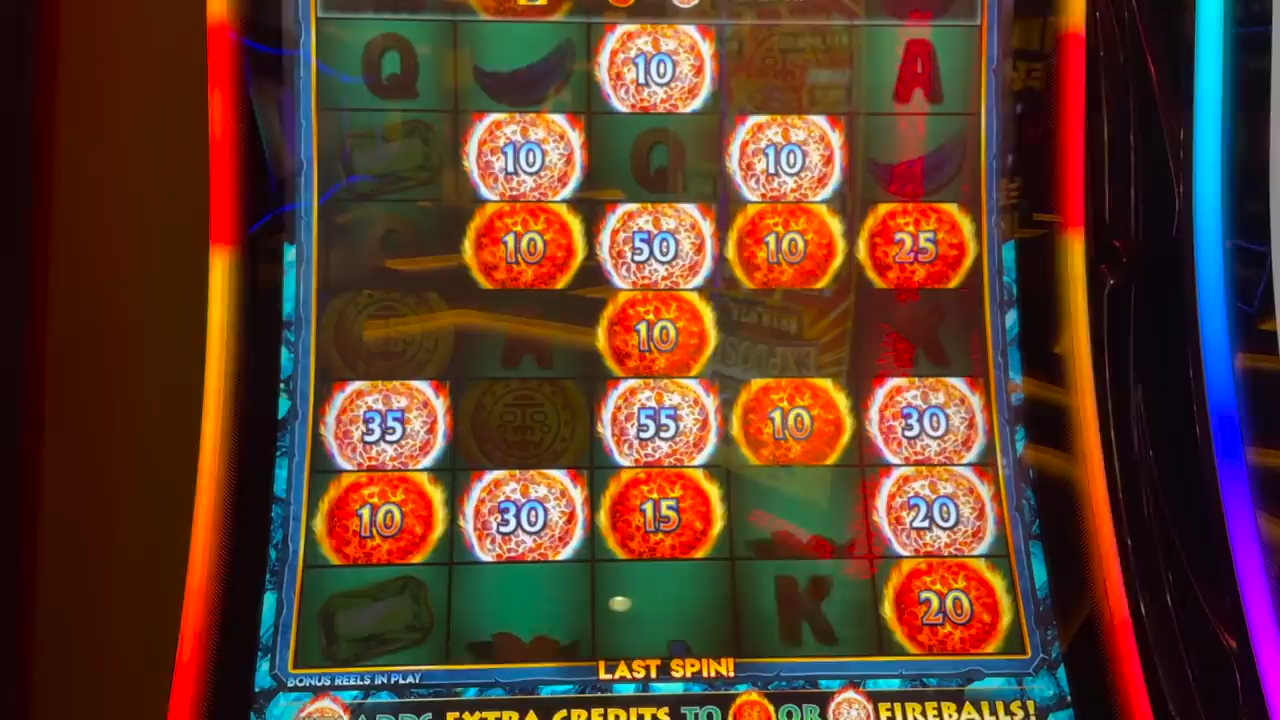 Q 10 A
10 Q 10
10 50 10 25
10 K
35 55 10 30
10 30 15 20
K 20
LAST SPIN!
BONUS REELS IN PLAY
ADDS EXTRA CREDITS TO OR FIREBALLS!